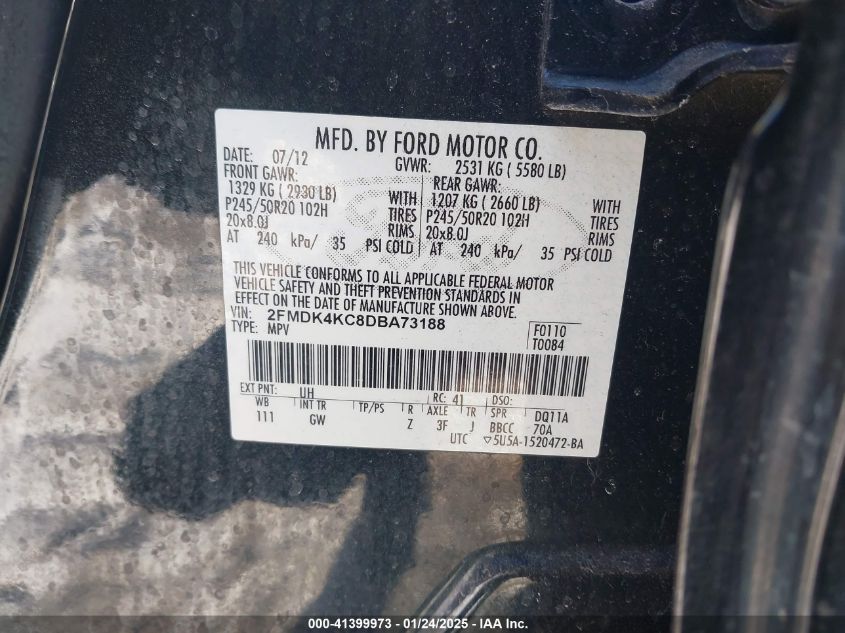 MFD. BY FORD MOTOR CO.
DATE: 07/12 GVWR: 2531 KG ( 5580 LB)
FRONT GAWR: REAR GAWR:
1329 KG ( 2930 LB) WITH 1207 KG ( 2660 LB) WITH
P245/50R20 102H TIRES P245/50R20 102H TIRES
20x8.0J RIMS 20x8.0J RIMS
AT 240 kPa/ 35 PSI COLD AT 240 kPa/ 35 PSI COLD
THIS VEHICLE CONFORMS TO ALL APPLICABLE FEDERAL MOTOR
VEHICLE SAFETY AND THEFT PREVENTION STANDARDS IN
EFFECT ON THE DATE OF MANUFACTURE SHOWN ABOVE.
VIN: 2FMDK4KC8DBA73188 F0110
TYPE: MPV T0084
EXT PNT: UH RC: 41 DSO:
WB INT TR TP/PS R AXLE TR SPR DQ11A
111 GW Z 3F J BBCC 70A
UTC ▽5U5A-1520472-BA
000-41399973 — 01/24/2025 — IAA Inc.